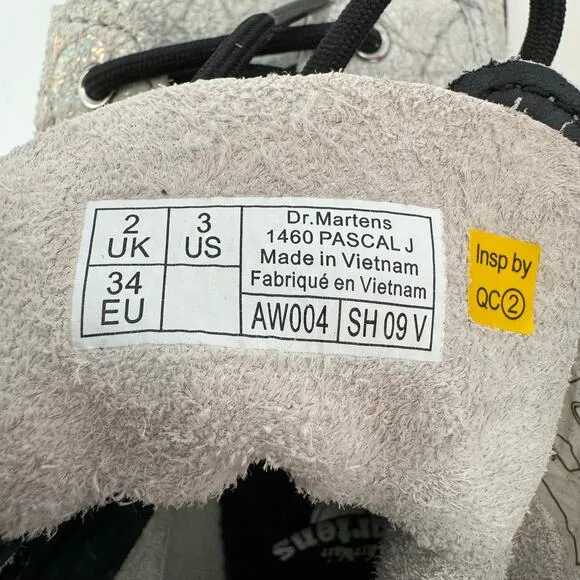 2
UK
3
US
34
EU
Dr.Martens
1460 PASCAL J
Made in Vietnam
Fabriqué en Vietnam
AW004
SH 09 V
Insp by
QC②